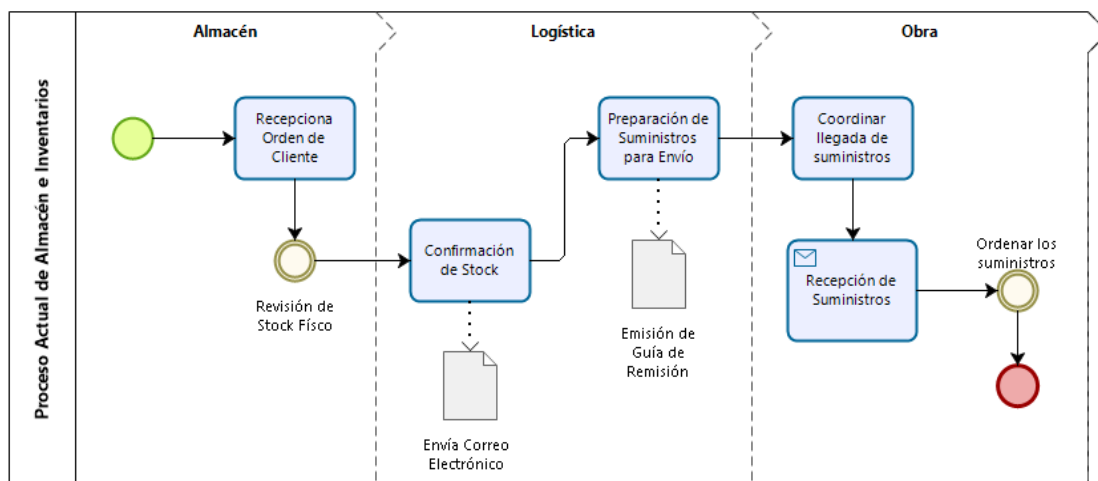 Proceso Actual de Almacén e Inventarios
Almacén
Logística
Obra
Recepciona
Orden de
Cliente
Revisión de
Stock Físco
Confirmación
de Stock
Envía Correo
Electrónico
Preparación de
Suministros
para Envío
Emisión de
Guía de
Remisión
Coordinar
llegada de
suministros
Recepción de
Suministros
Ordenar los
suministros